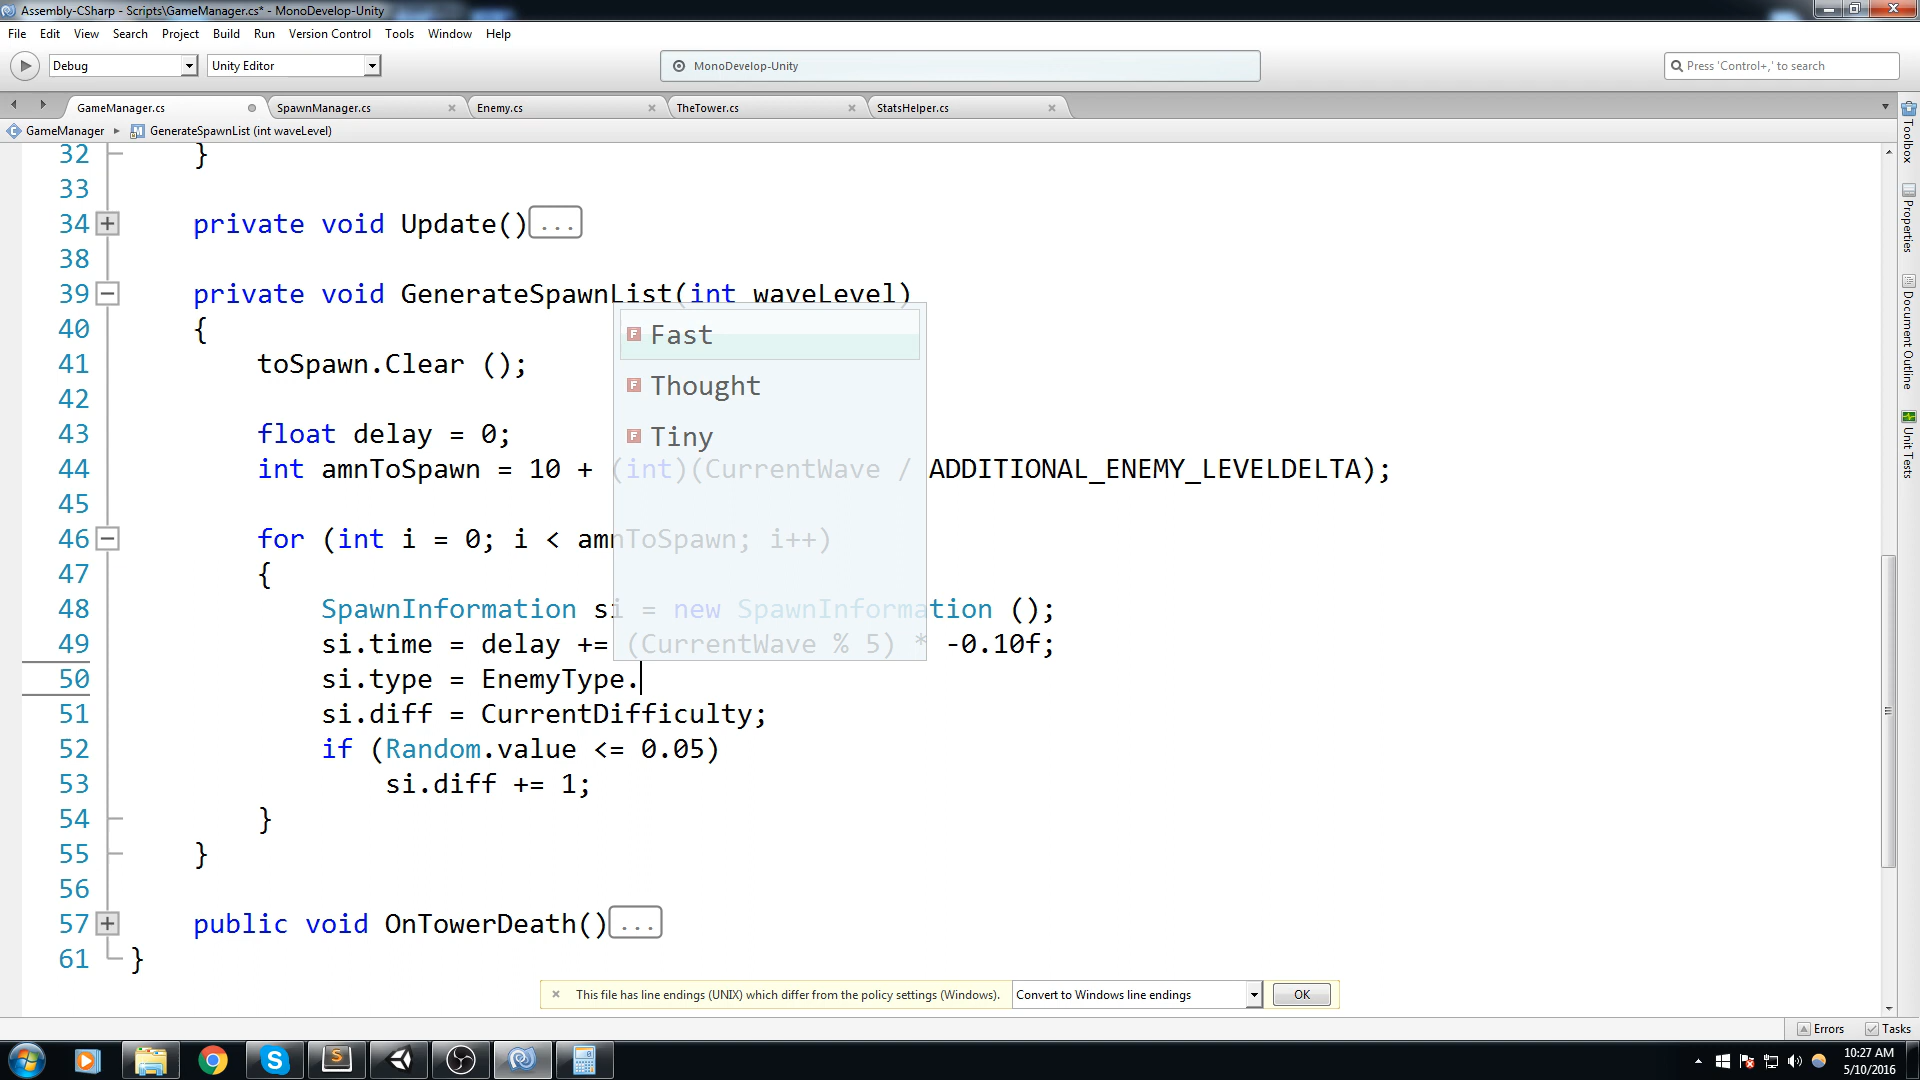 Assembly-CSharp - Scripts\GameManager.cs* - MonoDevelop-Unity
File Edit View Search Project Build Run Version Control Tools Window Help
Debug Unity Editor MonoDevelop-Unity Press 'Control+,' to search
GameManager.cs SpawnManager.cs Enemy.cs TheTower.cs StatsHelper.cs
GameManager GenerateSpawnList (int waveLevel)
32 }
33
34 private void Update() ...
38
39 private void GenerateSpawnList(int waveLevel)
40 {
41 toSpawn.Clear ();
42
43 float delay = 0;
44 int amnToSpawn = 10 + (int)(CurrentWave / ADDITIONAL_ENEMY_LEVELDELTA);
45
46 for (int i = 0; i < amnToSpawn; i++)
47 {
48 SpawnInformation si = new SpawnInformation ();
49 si.time = delay += (CurrentWave % 5) * -0.10f;
50 si.type = EnemyType.
51 si.diff = CurrentDifficulty;
52 if (Random.value <= 0.05)
53 si.diff += 1;
54 }
55 }
56
57 public void OnTowerDeath() ...
61 }
Fast
Thought
Tiny
Toolbox
Properties
Document Outline
Unit Tests
This file has line endings (UNIX) which differ from the policy settings (Windows). Convert to Windows line endings OK
Errors Tasks
10:27 AM
5/10/2016